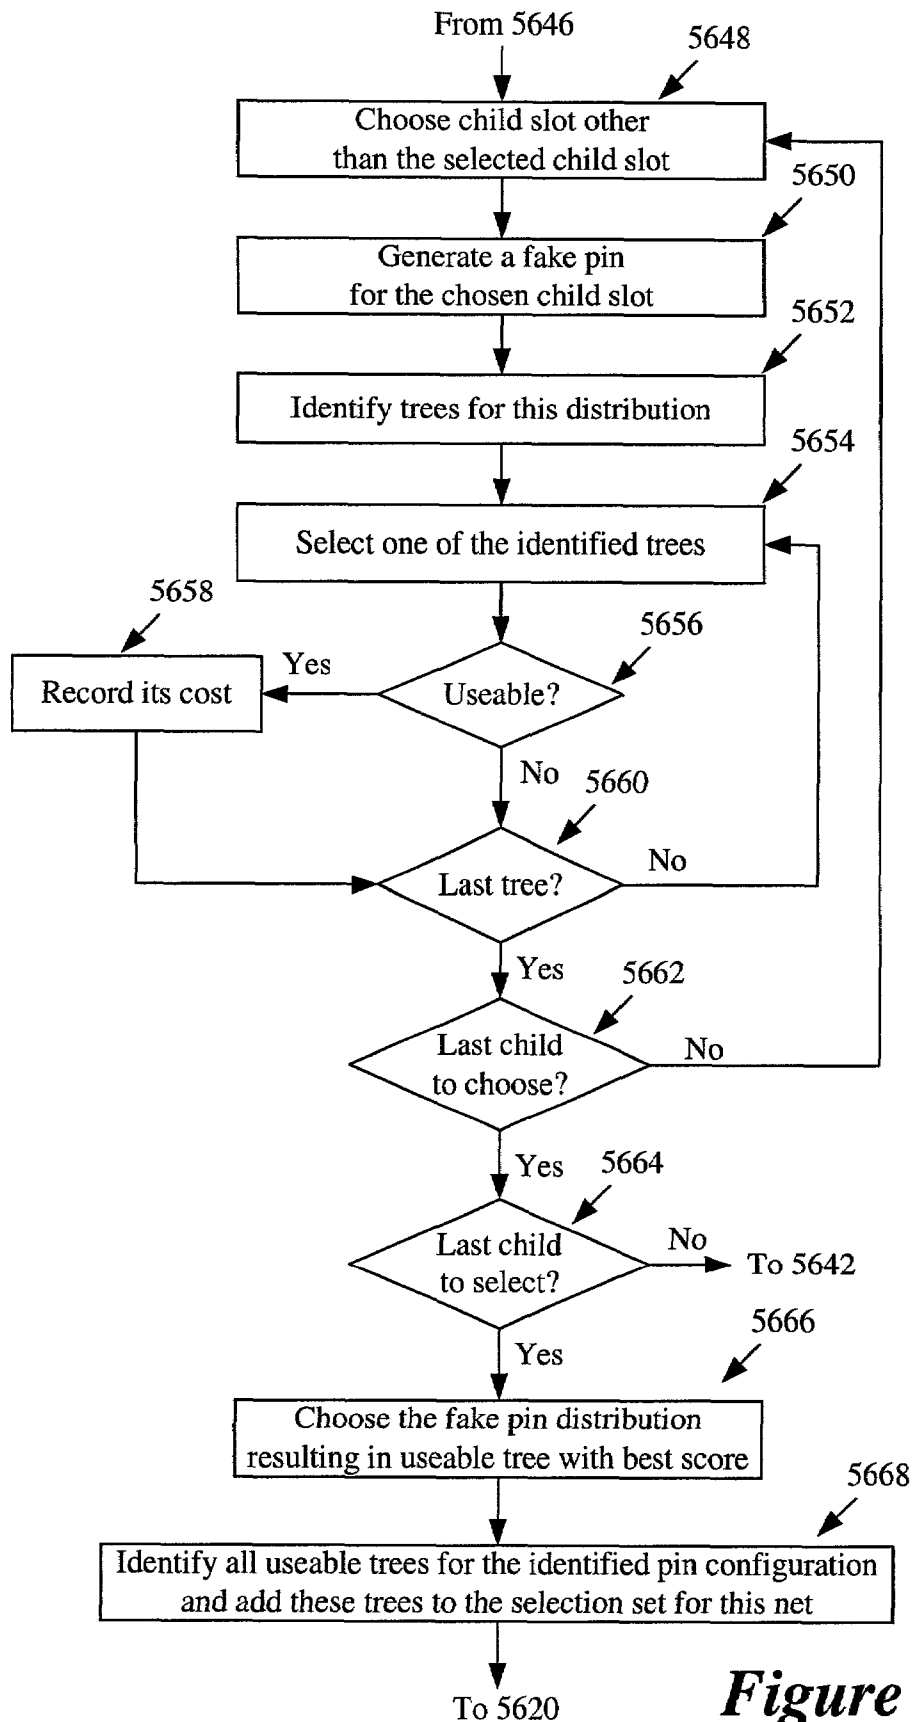 From 5646
5648
Choose child slot other
than the selected child slot
5650
Generate a fake pin
for the chosen child slot
5652
Identify trees for this distribution
5654
Select one of the identified trees
5658
5656
Yes
Record its cost
Useable?
No
5660
No
Last tree?
Yes
5662
Last child
to choose?
No
Yes
5664
Last child
to select?
No
To 5642
5666
Yes
Choose the fake pin distribution
resulting in useable tree with best score
5668
Identify all useable trees for the identified pin configuration
and add these trees to the selection set for this net
Figure
To 5620